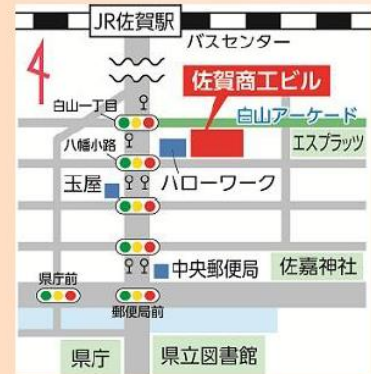 JR佐賀駅
バスセンター
佐賀商工ビル
白山一丁目
白山アーケード
エスプラッツ
八幡小路
ハローワーク
玉屋
中央郵便局
佐嘉神社
県庁前
郵便局前
県庁
県立図書館